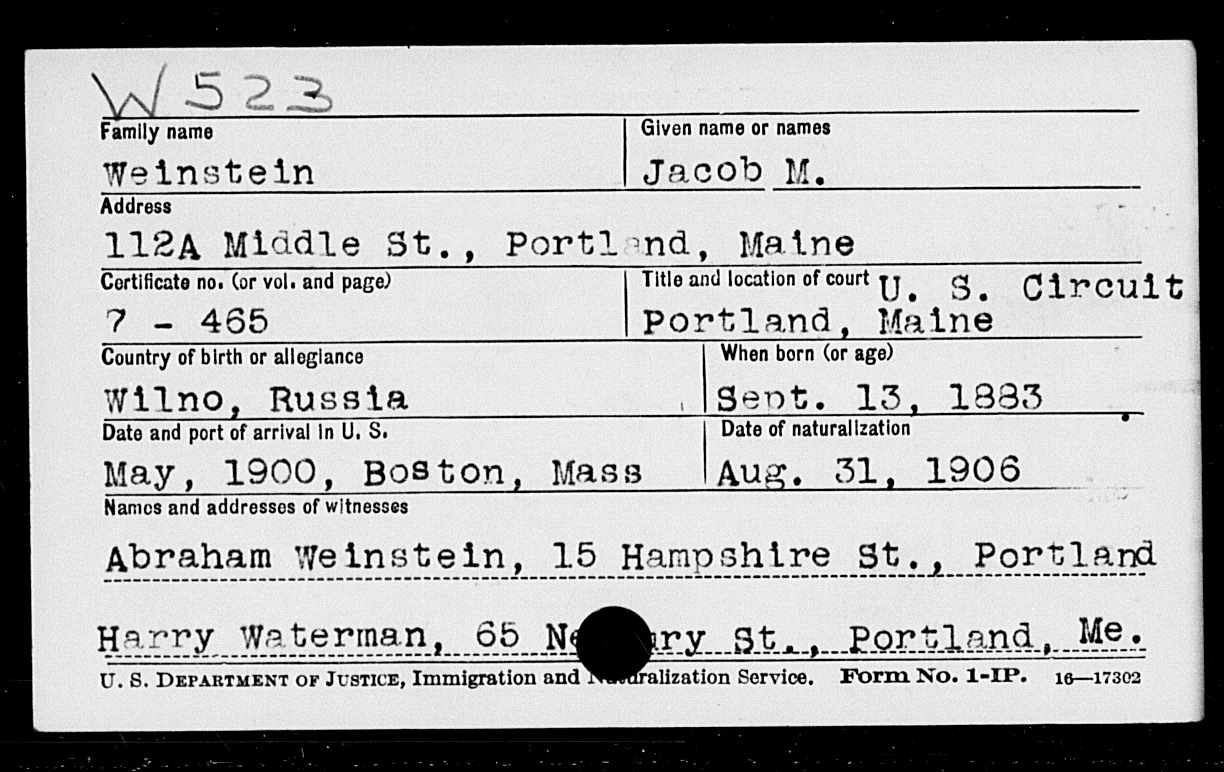 W523
Family name Given name or names
Weinstein Jacob M.
Address
112A Middle St., Portland, Maine
Certificate no. (or vol. and page) Title and location of court U. S. Circuit
7 - 465 Portland, Maine
Country of birth or allegiance When born (or age)
Wilno, Russia Sept. 13, 1883
Date and port of arrival in U. S. Date of naturalization
May, 1900, Boston, Mass Aug. 31, 1906
Names and addresses of witnesses
Abraham Weinstein, 15 Hampshire St., Portland
Harry Waterman, 65 St., Portland, Me.
U. S. DEPARTMENT OF JUSTICE, Immigration and Naturalization Service. Form No. 1-IP. 16—17302